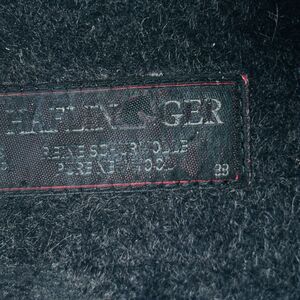 HAFLINGER
REINE SCHURWOLLE
PURE NEW WOOL
39